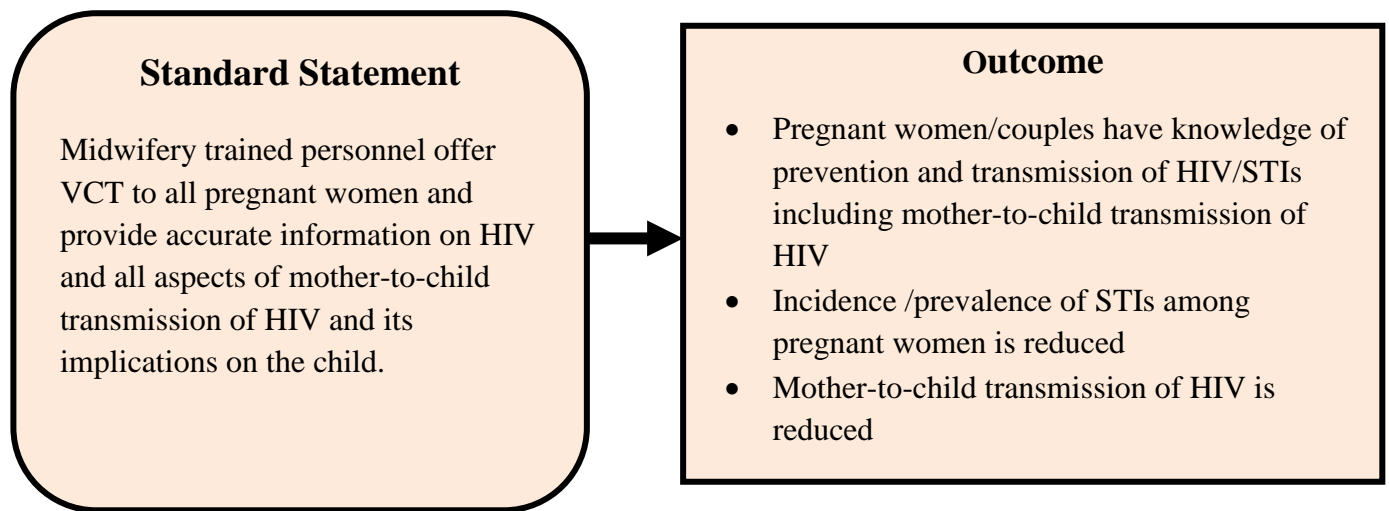 Standard Statement
Midwifery trained personnel offer
VCT to all pregnant women and
provide accurate information on HIV
and all aspects of mother-to-child
transmission of HIV and its
implications on the child.
Outcome
• Pregnant women/couples have knowledge of
prevention and transmission of HIV/STIs
including mother-to-child transmission of
HIV
• Incidence /prevalence of STIs among
pregnant women is reduced
• Mother-to-child transmission of HIV is
reduced